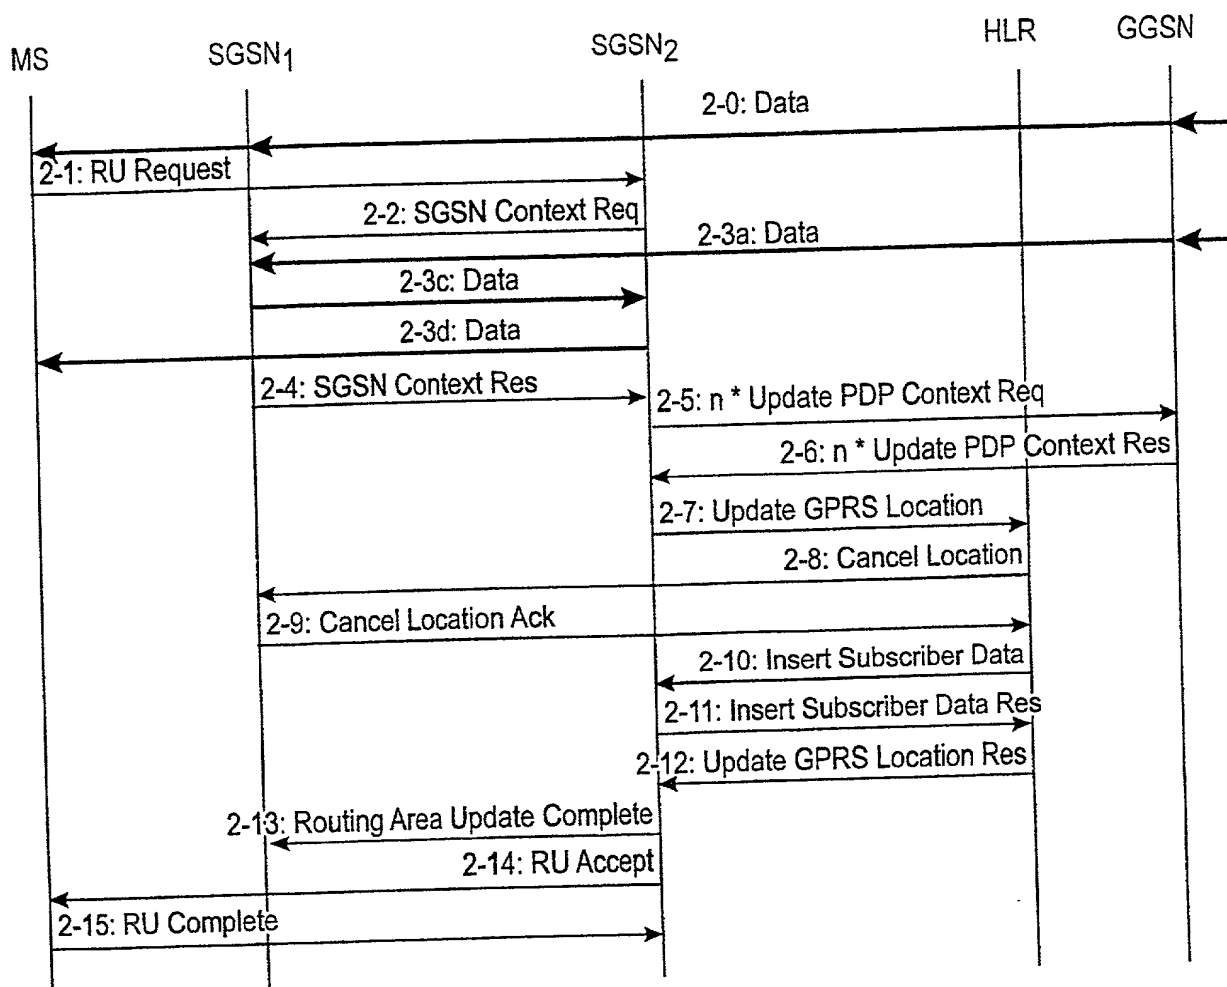 MS SGSN1 SGSN2 HLR GGSN
2-0: Data
2-1: RU Request
2-2: SGSN Context Req
2-3a: Data
2-3c: Data
2-3d: Data
2-4: SGSN Context Res
2-5: n * Update PDP Context Req
2-6: n * Update PDP Context Res
2-7: Update GPRS Location
2-8: Cancel Location
2-9: Cancel Location Ack
2-10: Insert Subscriber Data
2-11: Insert Subscriber Data Res
2-12: Update GPRS Location Res
2-13: Routing Area Update Complete
2-14: RU Accept
2-15: RU Complete